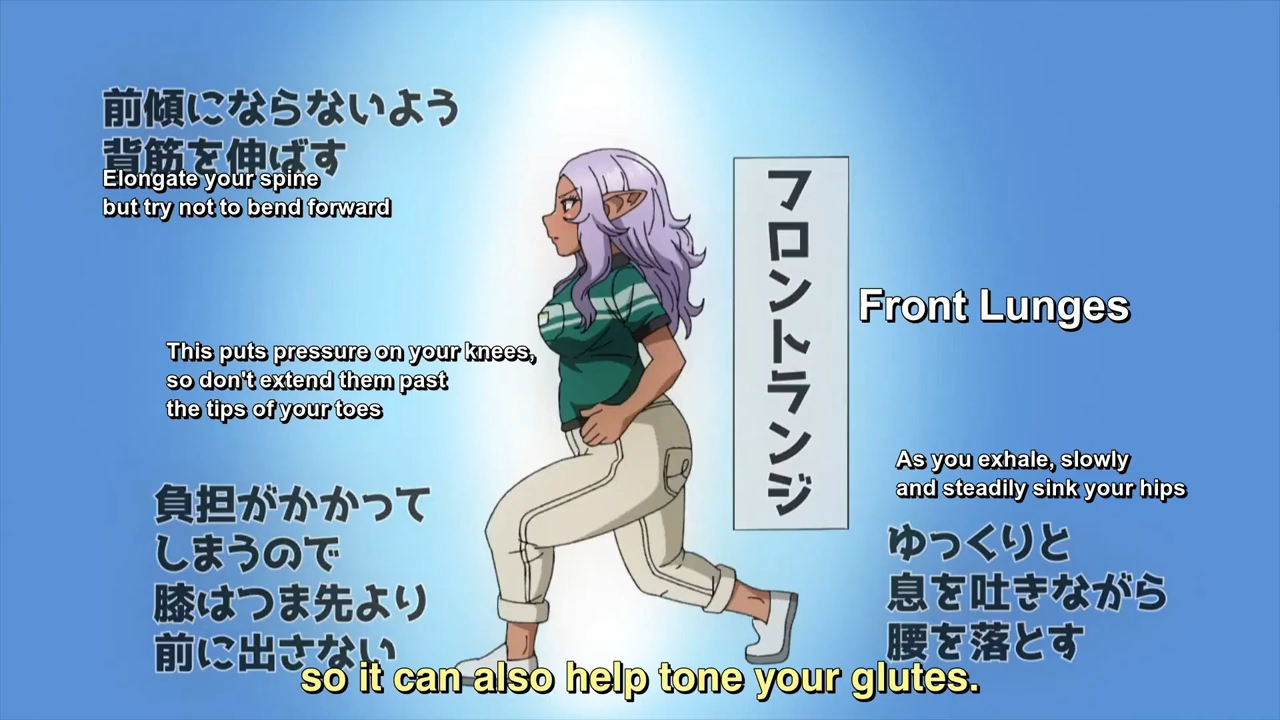 前傾にならないよう
背筋を伸ばす
Elongate your spine
but try not to bend forward
フロントランジ
Front Lunges
This puts pressure on your knees,
so don't extend them past
the tips of your toes
負担がかかって
しまうので
膝はつま先より
前に出さない
As you exhale, slowly
and steadily sink your hips
ゆっくりと
息を吐きながら
腰を落とす
so it can also help tone your glutes.